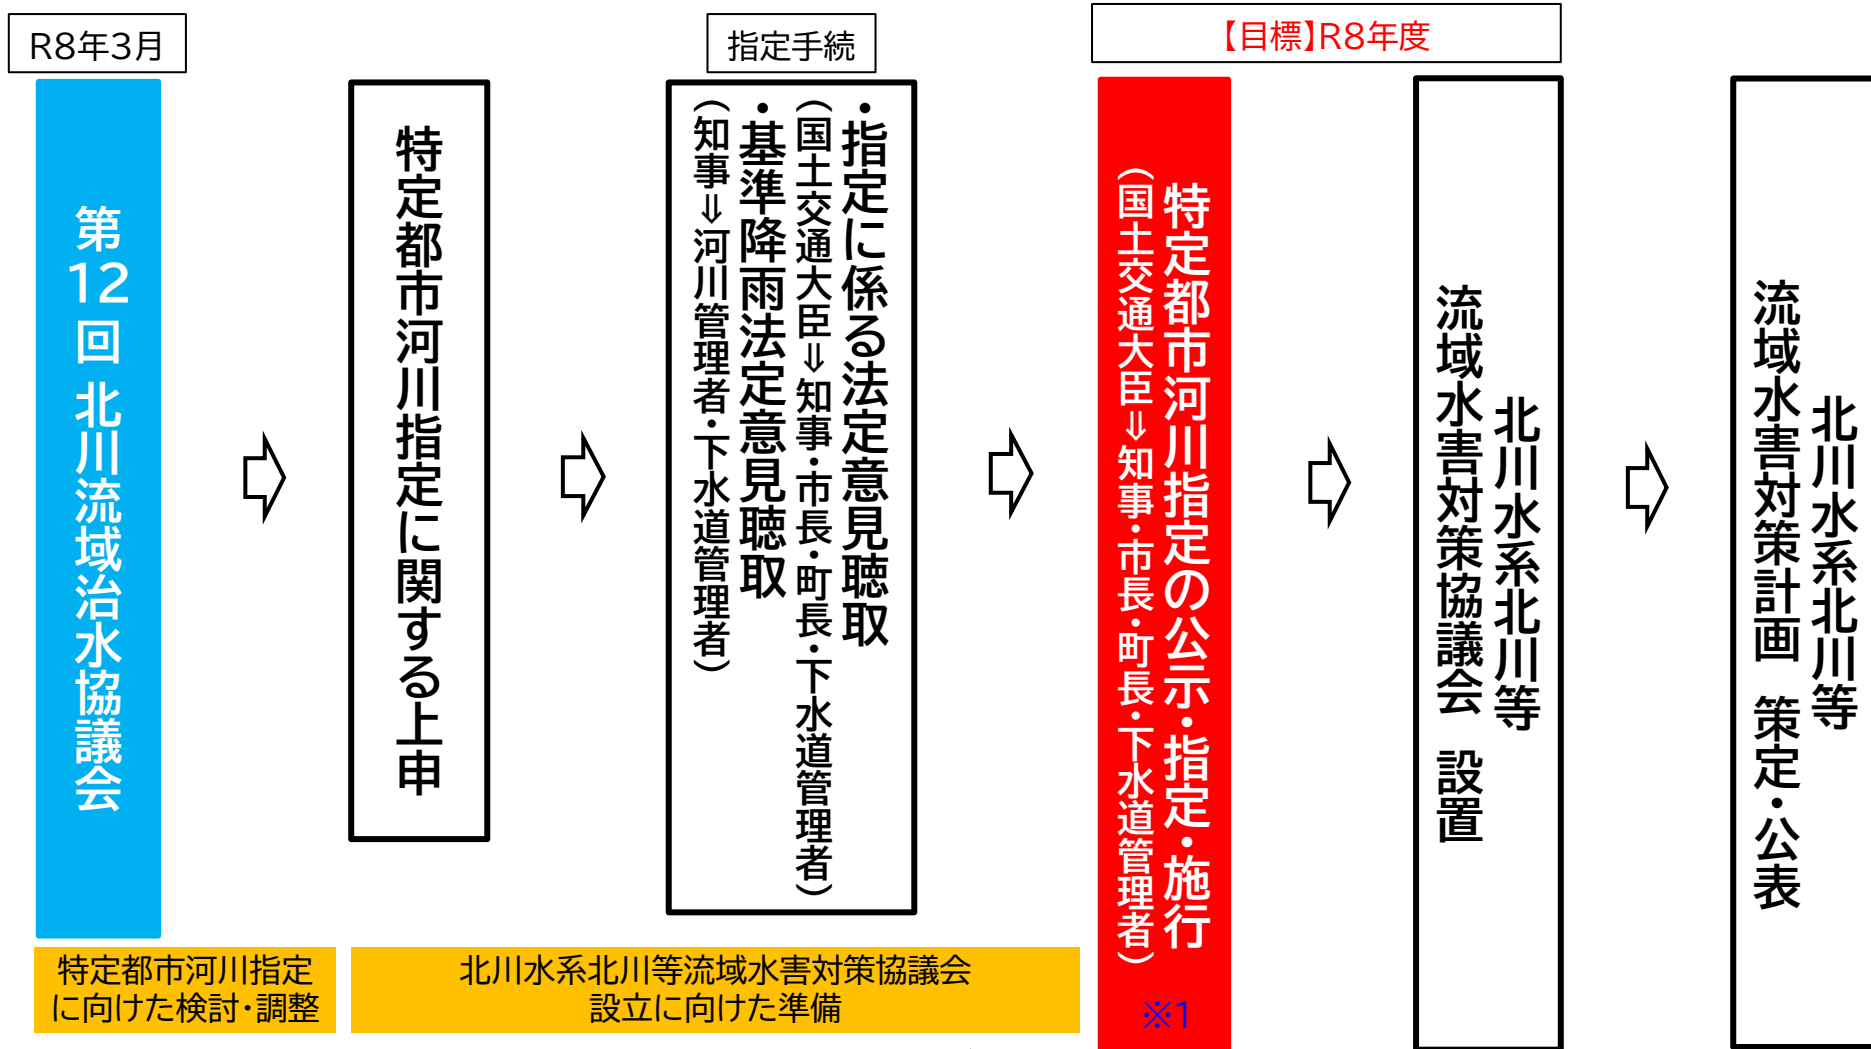 R8年3月
第12回 北川流域治水協議会
特定都市河川指定に関する上申
指定手続
・指定に係る法定意見聴取
（国土交通大臣⇒知事・市長・町長・下水道管理者）
・基準降雨法定意見聴取
（知事⇒河川管理者・下水道管理者）
【目標】R8年度
特定都市河川指定の公示・指定・施行
（国土交通大臣⇒知事・市長・町長・下水道管理者）
※1
北川水系北川等
流域水害対策協議会 設置
北川水系北川等
流域水害対策計画 策定・公表
特定都市河川指定
に向けた検討・調整
北川水系北川等流域水害対策協議会
設立に向けた準備